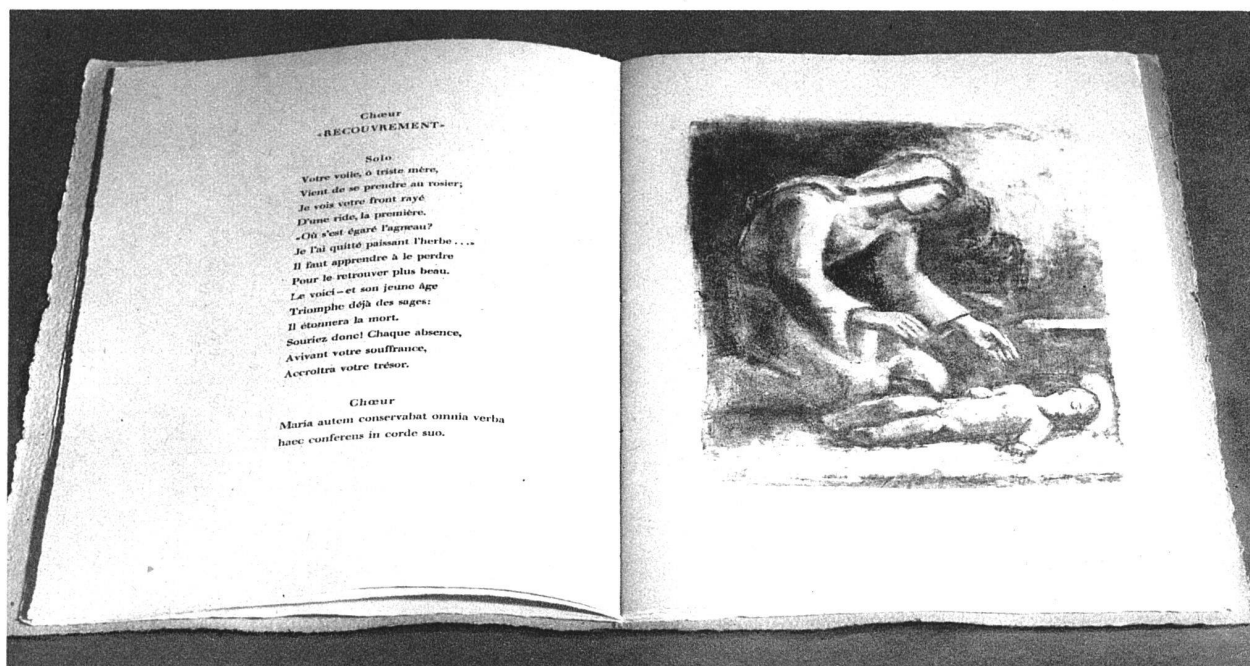 Chœur
«RECOUVREMENT»
Solo
Votre voile, ô triste mère,
Vient de se prendre au rosier;
Je vois votre front rayé
D'une ride, la première.
«Où s'est égaré l'agneau?
Je l'ai quitté paissant l'herbe . . .»
Il faut apprendre à le perdre
Pour le retrouver plus beau.
Le voici – et son jeune âge
Triomphe déjà des sages:
Il étonnera la mort.
Souriez donc! Chaque absence,
Avivant votre souffrance,
Accroîtra votre trésor.
Chœur
Maria autem conservabat omnia verba
haec conferens in corde suo.